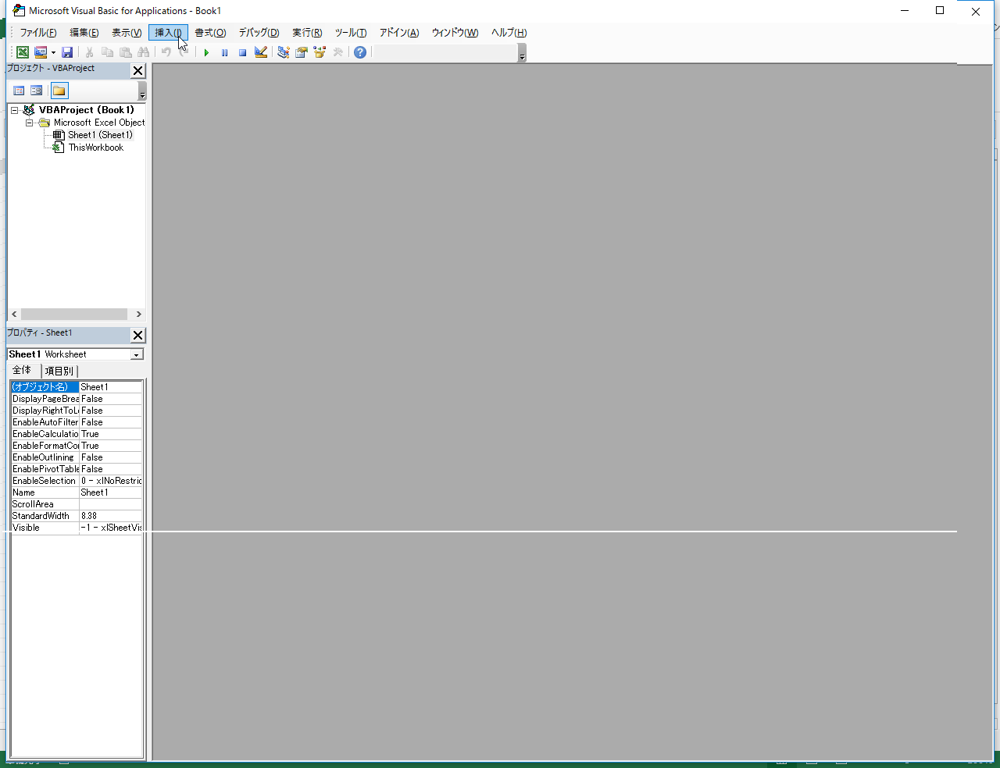 Microsoft Visual Basic for Applications - Book1
ファイル(F) 編集(E) 表示(V) 挿入(I) 書式(O) デバッグ(D) 実行(R) ツール(T) アドイン(A) ウィンドウ(W) ヘルプ(H)
プロジェクト - VBAProject
VBAProject (Book1)
Microsoft Excel Object
Sheet1 (Sheet1)
ThisWorkbook
プロパティ - Sheet1
Sheet1 Worksheet
全体 項目別
(オブジェクト名) Sheet1
DisplayPageBrea False
DisplayRightToLe False
EnableAutoFilter False
EnableCalculatio True
EnableFormatCon True
EnableOutlining False
EnablePivotTable False
EnableSelection 0 - xlNoRestric
Name Sheet1
ScrollArea
StandardWidth 8.38
Visible -1 - xlSheetVis